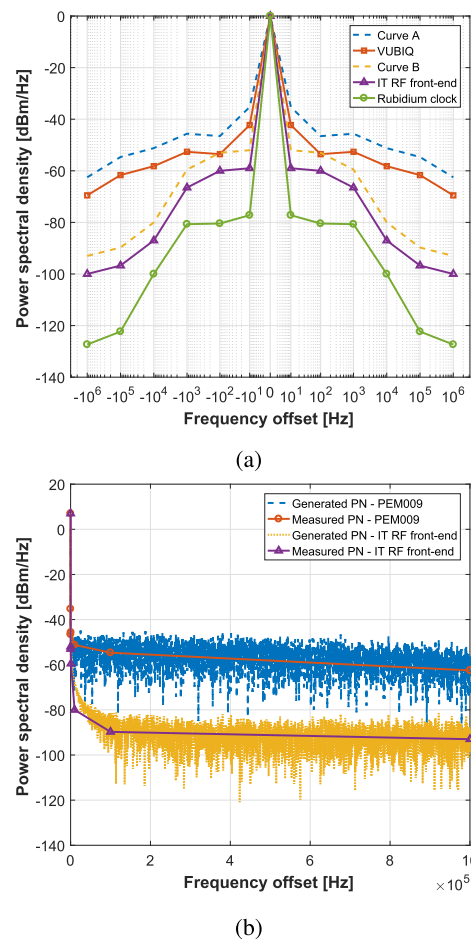 Power spectral density [dBm/Hz]
0
-20
-40
-60
-80
-100
-120
-140
Curve A
VUBIQ
Curve B
IT RF front-end
Rubidium clock
-10^6 -10^5 -10^4 -10^3 -10^2 -10^1 0 10^1 10^2 10^3 10^4 10^5 10^6
Frequency offset [Hz]
(a)
Power spectral density [dBm/Hz]
20
0
-20
-40
-60
-80
-100
-120
-140
Generated PN - PEM009
Measured PN - PEM009
Generated PN - IT RF front-end
Measured PN - IT RF front-end
0 2 4 6 8 10
Frequency offset [Hz]
×10^5
(b)